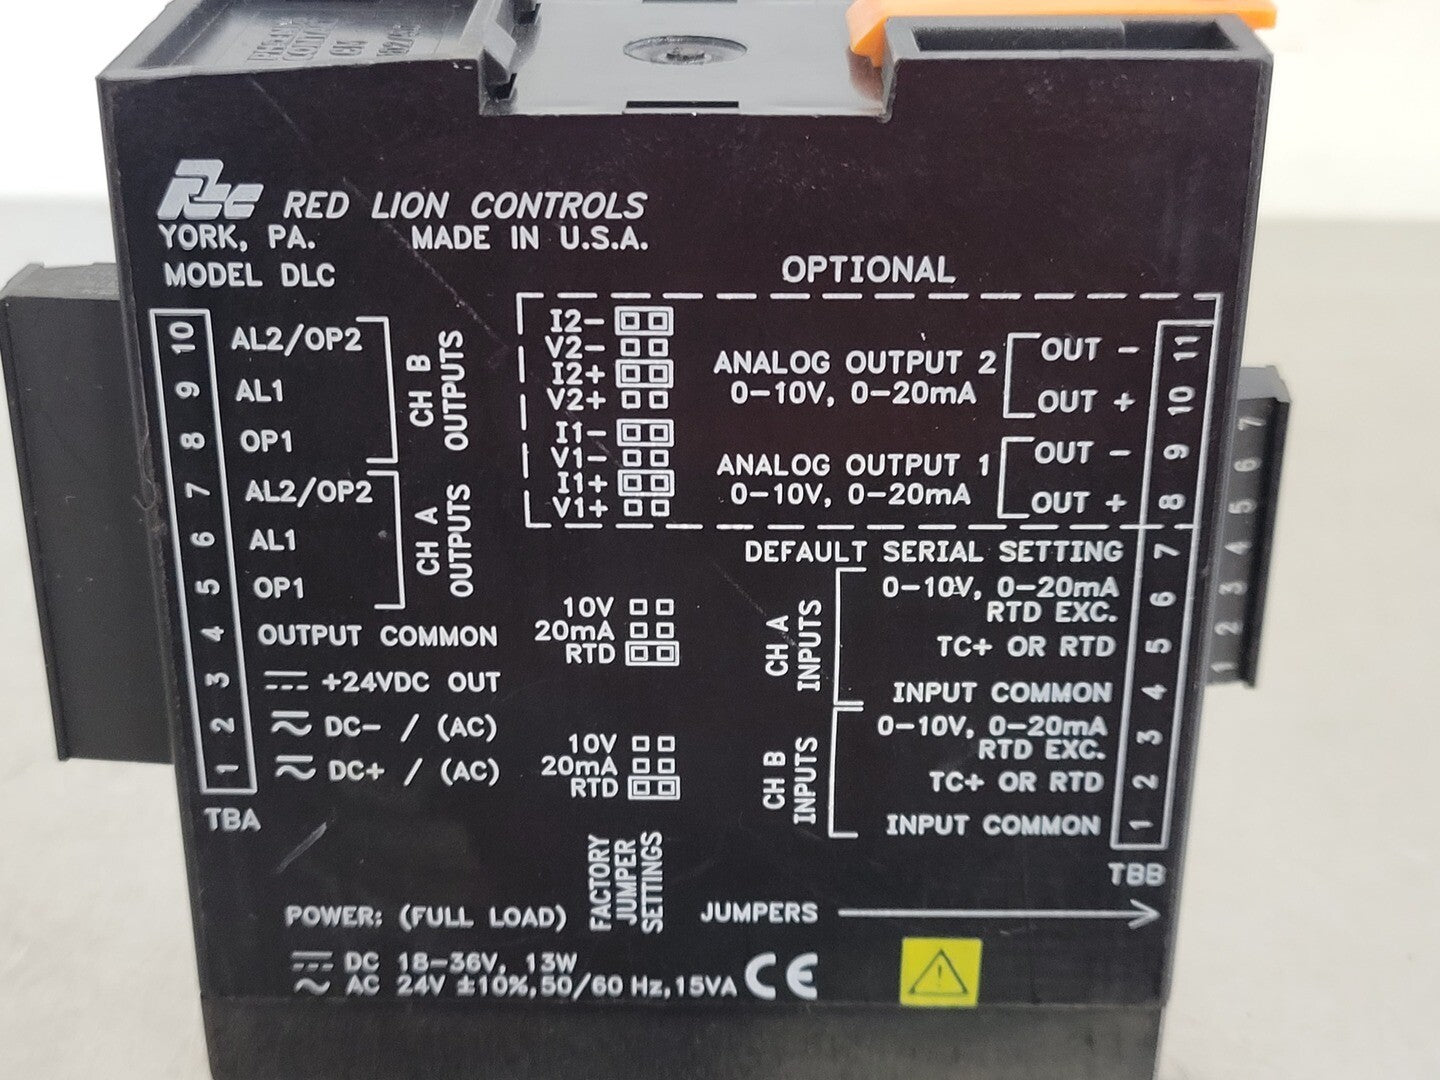 RLC RED LION CONTROLS
YORK, PA. MADE IN U.S.A.
MODEL DLC
OPTIONAL
10 AL2/OP2
9 AL1
8 OP1
CH B
OUTPUTS
7 AL2/OP2
6 AL1
5 OP1
CH A
OUTPUTS
4 OUTPUT COMMON
3 +24VDC OUT
2 DC- / (AC)
1 DC+ / (AC)
TBA
I2-
V2-
I2+
V2+
I1-
V1-
I1+
V1+
ANALOG OUTPUT 2
0-10V, 0-20mA
OUT - 11
OUT + 10
ANALOG OUTPUT 1
0-10V, 0-20mA
OUT - 9
OUT + 8
DEFAULT SERIAL SETTING 7
10V
20mA
RTD
CH A
INPUTS
0-10V, 0-20mA
RTD EXC. 6
TC+ OR RTD 5
INPUT COMMON 4
10V
20mA
RTD
CH B
INPUTS
0-10V, 0-20mA
RTD EXC. 3
TC+ OR RTD 2
INPUT COMMON 1
TBB
FACTORY
JUMPER
SETTINGS
JUMPERS
POWER: (FULL LOAD)
DC 18-36V, 13W
AC 24V ±10%, 50/60 Hz, 15VA
CE
7
6
5
4
3
2
1